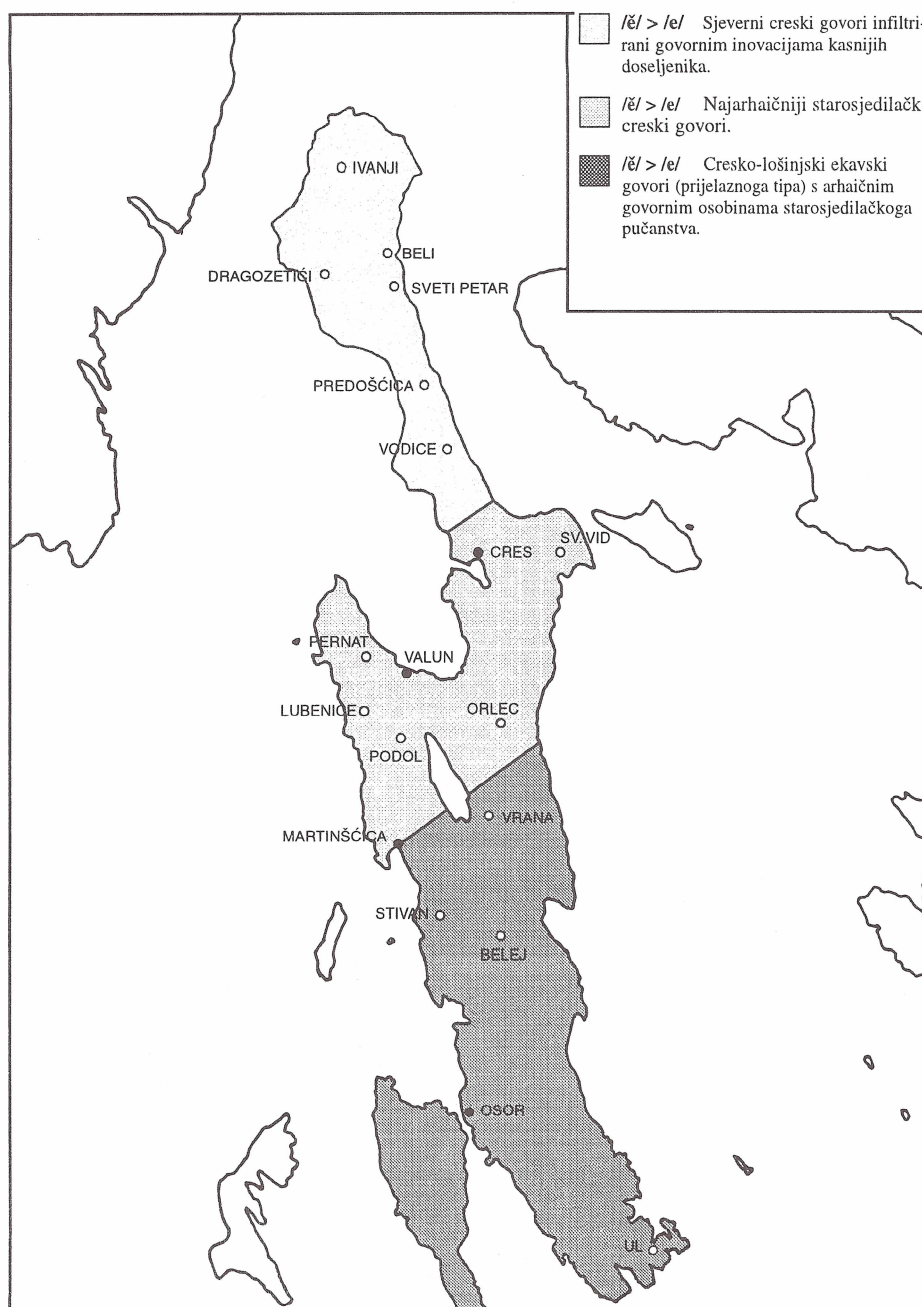 /ě/ > /e/ Sjeverni creski govori infiltri-
rani govornim inovacijama kasnijih
doseljenika.
/ě/ > /e/ Najarhaičniji starosjedilačk
creski govori.
/ě/ > /e/ Cresko-lošinjski ekavski
govori (prijelaznoga tipa) s arhaičnim
govornim osobinama starosjedilačkoga
pučanstva.
IVANJI
BELI
DRAGOZETIĆI
SVETI PETAR
PREDOŠĆICA
VODICE
CRES
SV.VID
PERNAT
VALUN
LUBENICE
ORLEC
PODOL
VRANA
MARTINŠĆICA
STIVAN
BELEJ
OSOR
UL